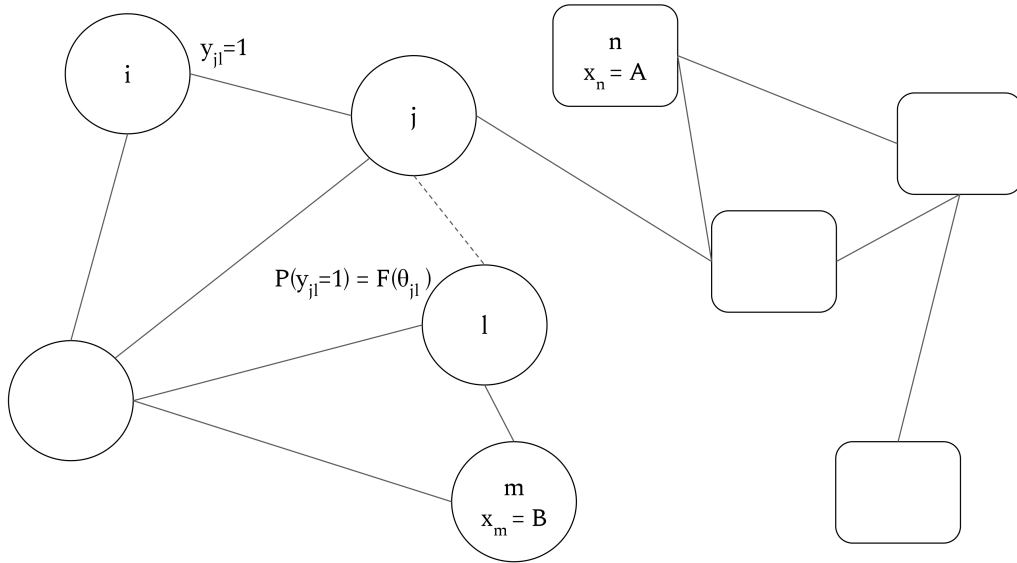 i
y_jl=1
j
n
x_n = A
P(y_jl=1) = F(θ_jl)
l
m
x_m = B